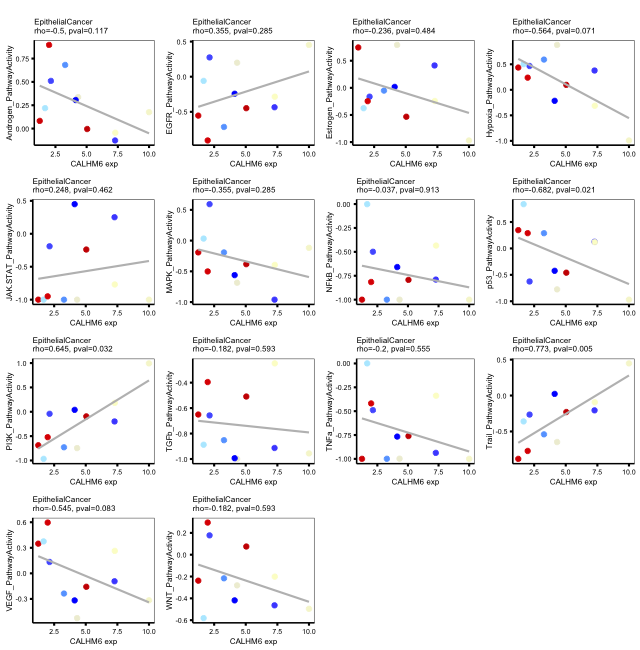 EpithelialCancer
rho=-0.5, pval=0.117
Androgen_PathwayActivity
0.75
0.50
0.25
0.00
2.5 5.0 7.5 10.0
CALHM6 exp
EpithelialCancer
rho=0.355, pval=0.285
EGFR_PathwayActivity
0.5
0.0
-0.5
2.5 5.0 7.5 10.0
CALHM6 exp
EpithelialCancer
rho=-0.236, pval=0.484
Estrogen_PathwayActivity
1.0
0.5
0.0
-0.5
-1.0
2.5 5.0 7.5 10.0
CALHM6 exp
EpithelialCancer
rho=-0.564, pval=0.071
Hypoxia_PathwayActivity
0.5
0.0
-0.5
-1.0
2.5 5.0 7.5 10.0
CALHM6 exp
EpithelialCancer
rho=0.248, pval=0.462
JAK.STAT_PathwayActivity
0.5
0.0
-0.5
-1.0
2.5 5.0 7.5 10.0
CALHM6 exp
EpithelialCancer
rho=-0.355, pval=0.285
MAPK_PathwayActivity
0.5
0.0
-0.5
-1.0
2.5 5.0 7.5 10.0
CALHM6 exp
EpithelialCancer
rho=-0.037, pval=0.913
NFkB_PathwayActivity
0.00
-0.25
-0.50
-0.75
-1.00
2.5 5.0 7.5 10.0
CALHM6 exp
EpithelialCancer
rho=-0.682, pval=0.021
p53_PathwayActivity
0.5
0.0
-0.5
-1.0
2.5 5.0 7.5 10.0
CALHM6 exp
EpithelialCancer
rho=0.645, pval=0.032
PI3K_PathwayActivity
1.0
0.5
0.0
-0.5
-1.0
2.5 5.0 7.5 10.0
CALHM6 exp
EpithelialCancer
rho=-0.182, pval=0.593
TGFb_PathwayActivity
-0.4
-0.6
-0.8
-1.0
2.5 5.0 7.5 10.0
CALHM6 exp
EpithelialCancer
rho=-0.2, pval=0.555
TNFa_PathwayActivity
0.00
-0.25
-0.50
-0.75
-1.00
2.5 5.0 7.5 10.0
CALHM6 exp
EpithelialCancer
rho=0.773, pval=0.005
Trail_PathwayActivity
0.5
0.0
-0.5
2.5 5.0 7.5 10.0
CALHM6 exp
EpithelialCancer
rho=-0.545, pval=0.083
VEGF_PathwayActivity
0.6
0.3
0.0
-0.3
2.5 5.0 7.5 10.0
CALHM6 exp
EpithelialCancer
rho=-0.182, pval=0.593
WNT_PathwayActivity
0.2
0.0
-0.2
-0.4
-0.6
2.5 5.0 7.5 10.0
CALHM6 exp